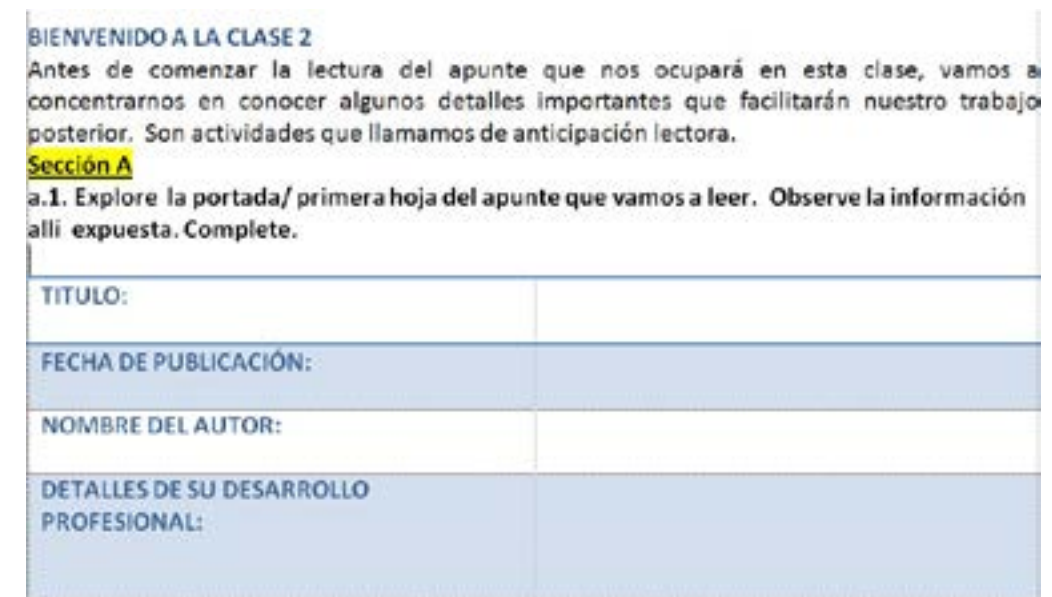 BIENVENIDO A LA CLASE 2
Antes de comenzar la lectura del apunte que nos ocupará en esta clase, vamos a
concentrarnos en conocer algunos detalles importantes que facilitarán nuestro trabajo
posterior. Son actividades que llamamos de anticipación lectora.
Sección A
a.1. Explore la portada/ primera hoja del apunte que vamos a leer. Observe la información
alli expuesta. Complete.
TITULO:
FECHA DE PUBLICACIÓN:
NOMBRE DEL AUTOR:
DETALLES DE SU DESARROLLO
PROFESIONAL: